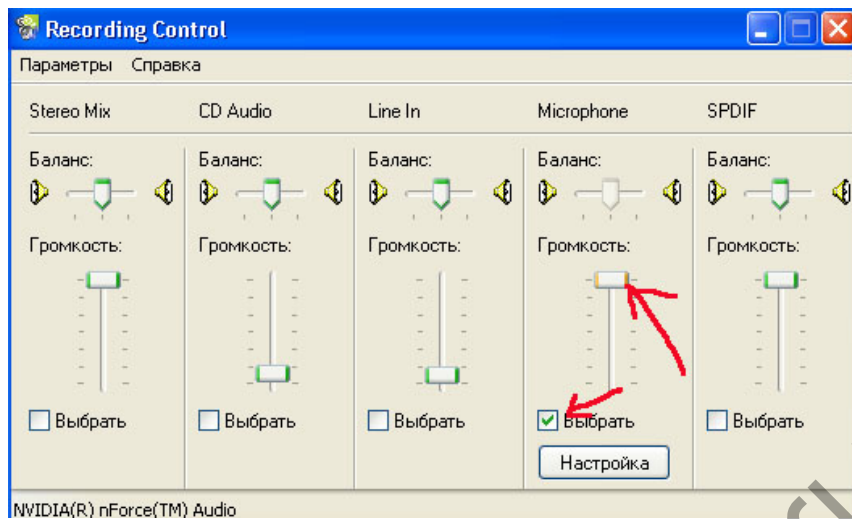 Recording Control
Параметры Справка
Stereo Mix CD Audio Line In Microphone SPDIF
Баланс: Баланс: Баланс: Баланс: Баланс:
Громкость: Громкость: Громкость: Громкость: Громкость:
Выбрать Выбрать Выбрать Выбрать Выбрать
Настройка
NVIDIA(R) nForce(TM) Audio